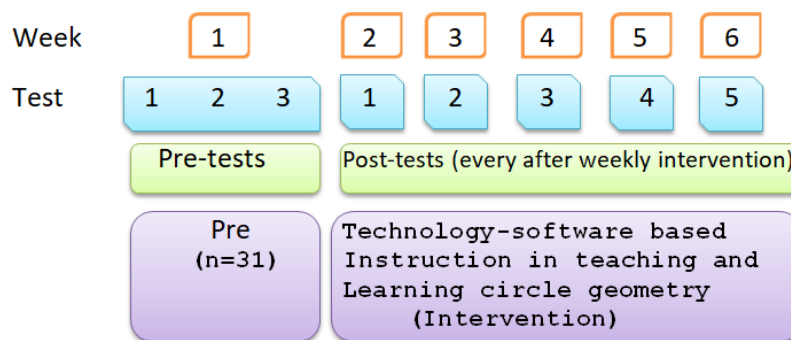 Week 1 2 3 4 5 6
Test 1 2 3 1 2 3 4 5
Pre-tests Post-tests (every after weekly intervention)
Pre
(n=31)
Technology-software based
Instruction in teaching and
Learning circle geometry
(Intervention)